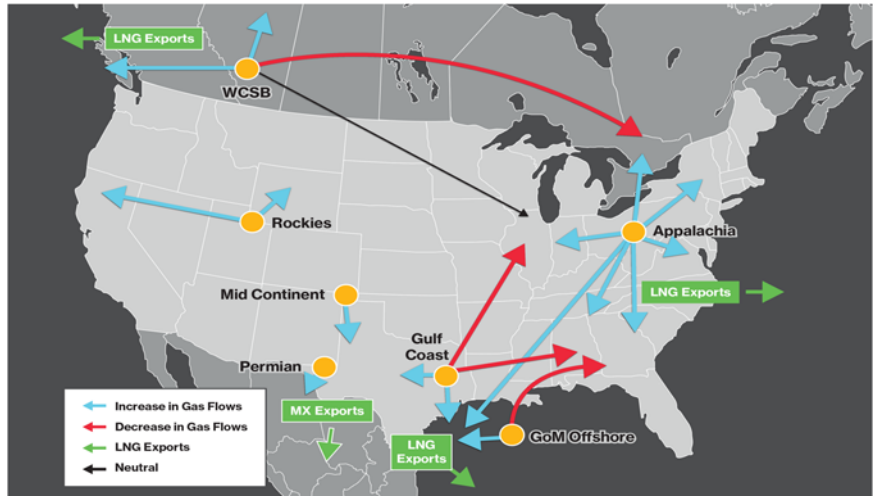 LNG Exports
WCSB
Rockies
Appalachia
Mid Continent
LNG Exports
Gulf
Coast
Permian
Increase in Gas Flows
Decrease in Gas Flows
LNG Exports
Neutral
MX Exports
LNG
Exports
GoM Offshore